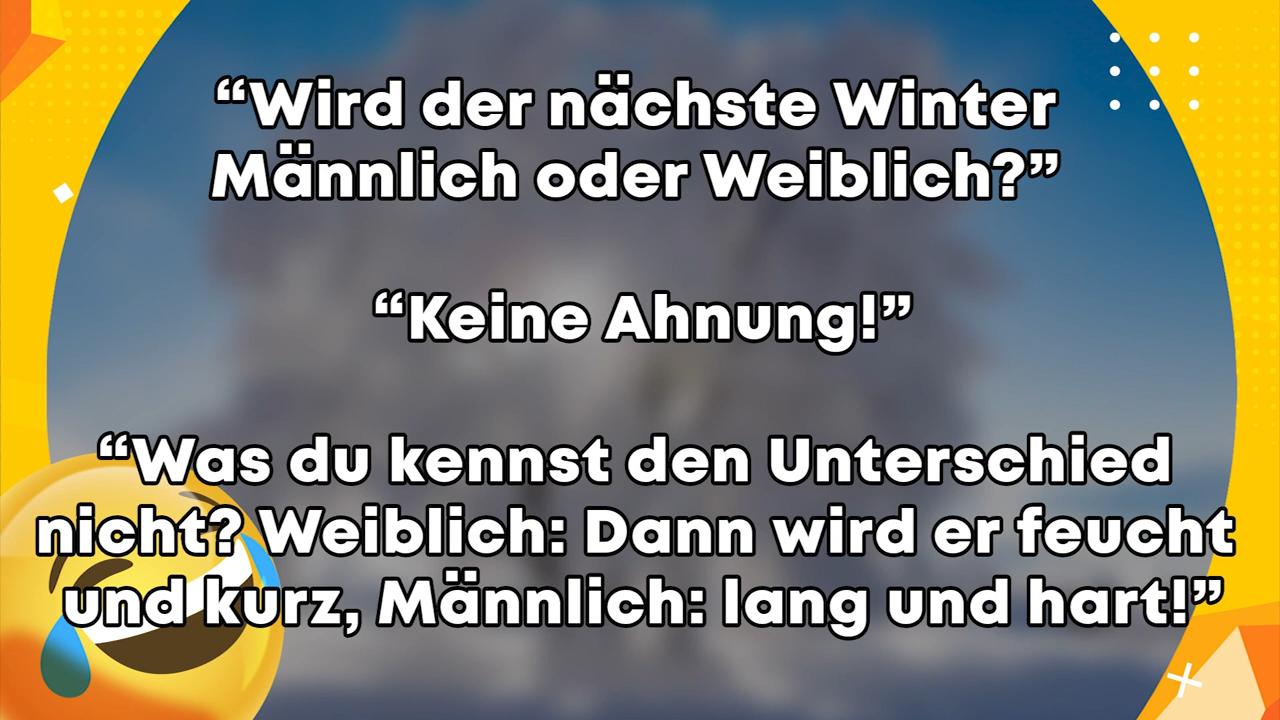 “Wird der nächste Winter
Männlich oder Weiblich?”
“Keine Ahnung!”
“Was du kennst den Unterschied
nicht? Weiblich: Dann wird er feucht
und kurz, Männlich: lang und hart!”